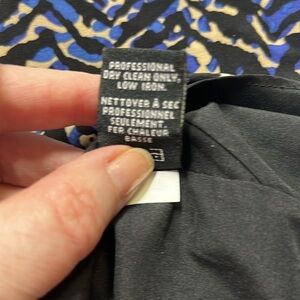 PROFESSIONAL
DRY CLEAN ONLY,
LOW IRON.
NETTOYER À SEC
PROFESSIONNEL
SEULEMENT.
FER CHALEUR
BASSE